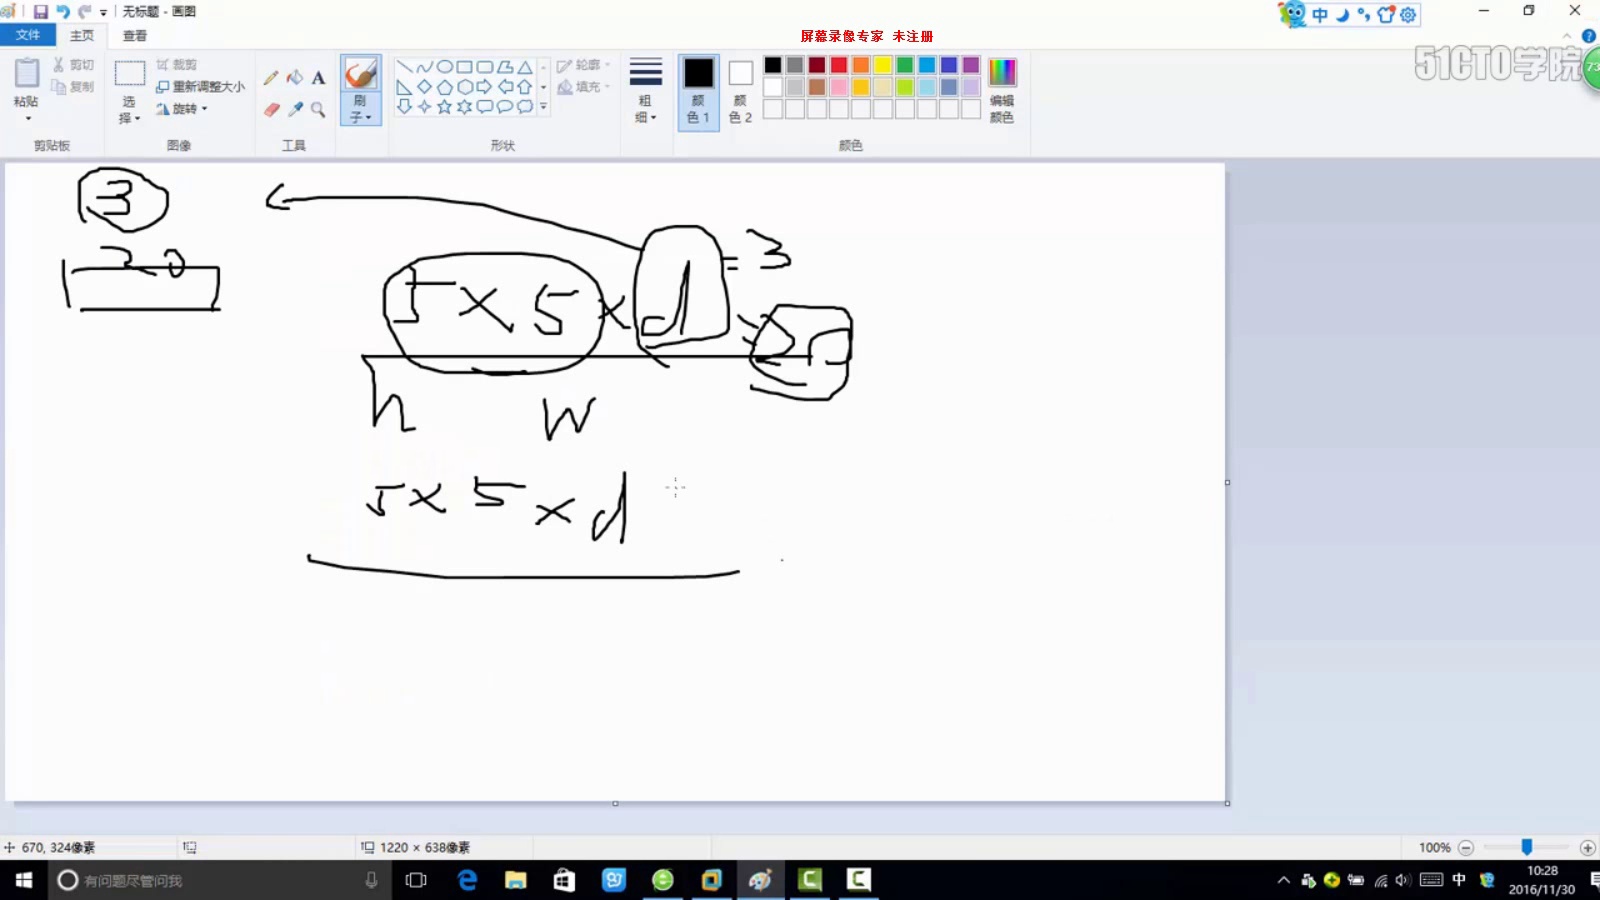 无标题 - 画图
中
文件
主页
查看
屏幕录像专家 未注册
51CTO学院
73
粘贴
剪切
复制
剪贴板
选择
裁剪
重新调整大小
旋转
图像
A
工具
刷子
轮廓
填充
形状
粗细
颜色 1
颜色 2
编辑颜色
颜色
3
20
5 × 5 × d = 3
h w
5 × 5 × d
670, 324像素
1220 × 638像素
100%
有问题尽管问我
中
10:28
2016/11/30